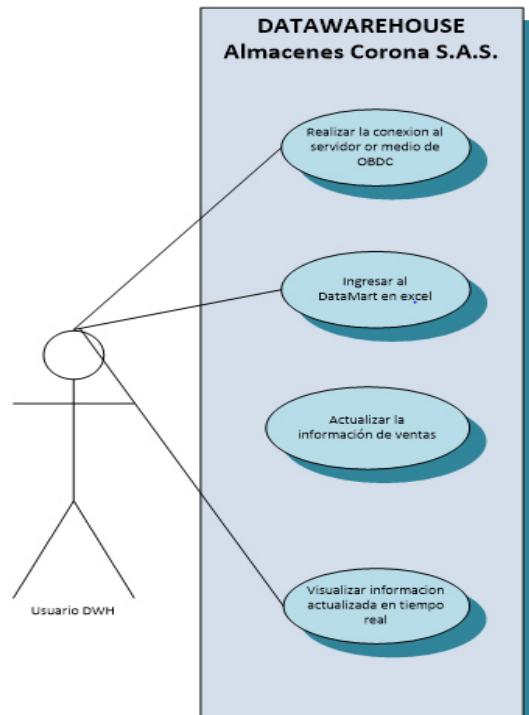 DATAWAREHOUSE
Almacenes Corona S.A.S.
Realizar la conexion al
servidor or medio de
OBDC
Ingresar al
DataMart en excel
Actualizar la
información de ventas
Visualizar informacion
actualizada en tiempo
real
Usuario DWH